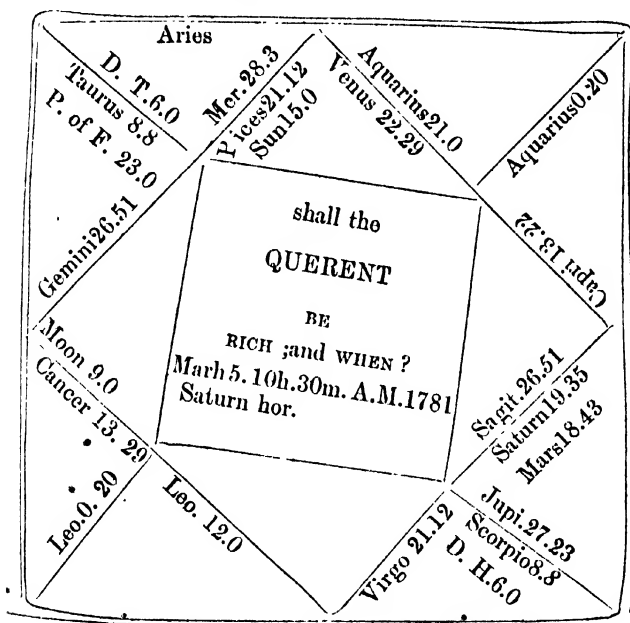 Aries
D. T.6.0
Taurus 8.8
P. of F. 23.0
Mer. 28.3
P ices21.12
Sun15.0
Aquarius21.0
Venus 22.29
Aquarius0.20
Gemini26.51
Capri 13.22
shall the
QUERENT
BE
RICH ;and WHEN ?
Marh 5. 10h.30m. A.M.1781
Saturn hor.
Moon 9.0
Cancer 13. 29
Leo.0. 20
Leo. 12.0
Virgo 21.12
Sagit.26.51
Saturn19.35
Mars18.43
Jupi.27.23
Scorpio8.8
D. H.6.0